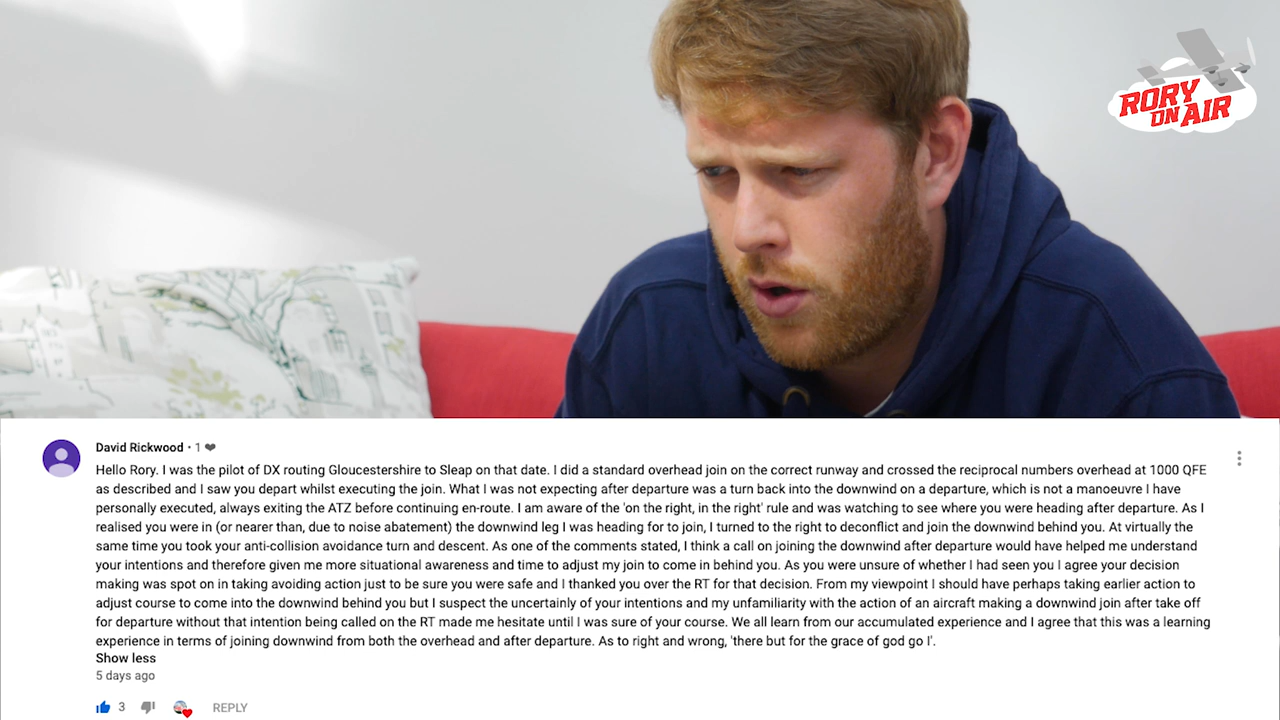 RORY
ON AIR
David Rickwood • 1 ❤
Hello Rory. I was the pilot of DX routing Gloucestershire to Sleap on that date. I did a standard overhead join on the correct runway and crossed the reciprocal numbers overhead at 1000 QFE
as described and I saw you depart whilst executing the join. What I was not expecting after departure was a turn back into the downwind on a departure, which is not a manoeuvre I have
personally executed, always exiting the ATZ before continuing en-route. I am aware of the 'on the right, in the right' rule and was watching to see where you were heading after departure. As I
realised you were in (or nearer than, due to noise abatement) the downwind leg I was heading for to join, I turned to the right to deconflict and join the downwind behind you. At virtually the
same time you took your anti-collision avoidance turn and descent. As one of the comments stated, I think a call on joining the downwind after departure would have helped me understand
your intentions and therefore given me more situational awareness and time to adjust my join to come in behind you. As you were unsure of whether I had seen you I agree your decision
making was spot on in taking avoiding action just to be sure you were safe and I thanked you over the RT for that decision. From my viewpoint I should have perhaps taking earlier action to
adjust course to come into the downwind behind you but I suspect the uncertainly of your intentions and my unfamiliarity with the action of an aircraft making a downwind join after take off
for departure without that intention being called on the RT made me hesitate until I was sure of your course. We all learn from our accumulated experience and I agree that this was a learning
experience in terms of joining downwind from both the overhead and after departure. As to right and wrong, 'there but for the grace of god go I'.
Show less
5 days ago
3
REPLY